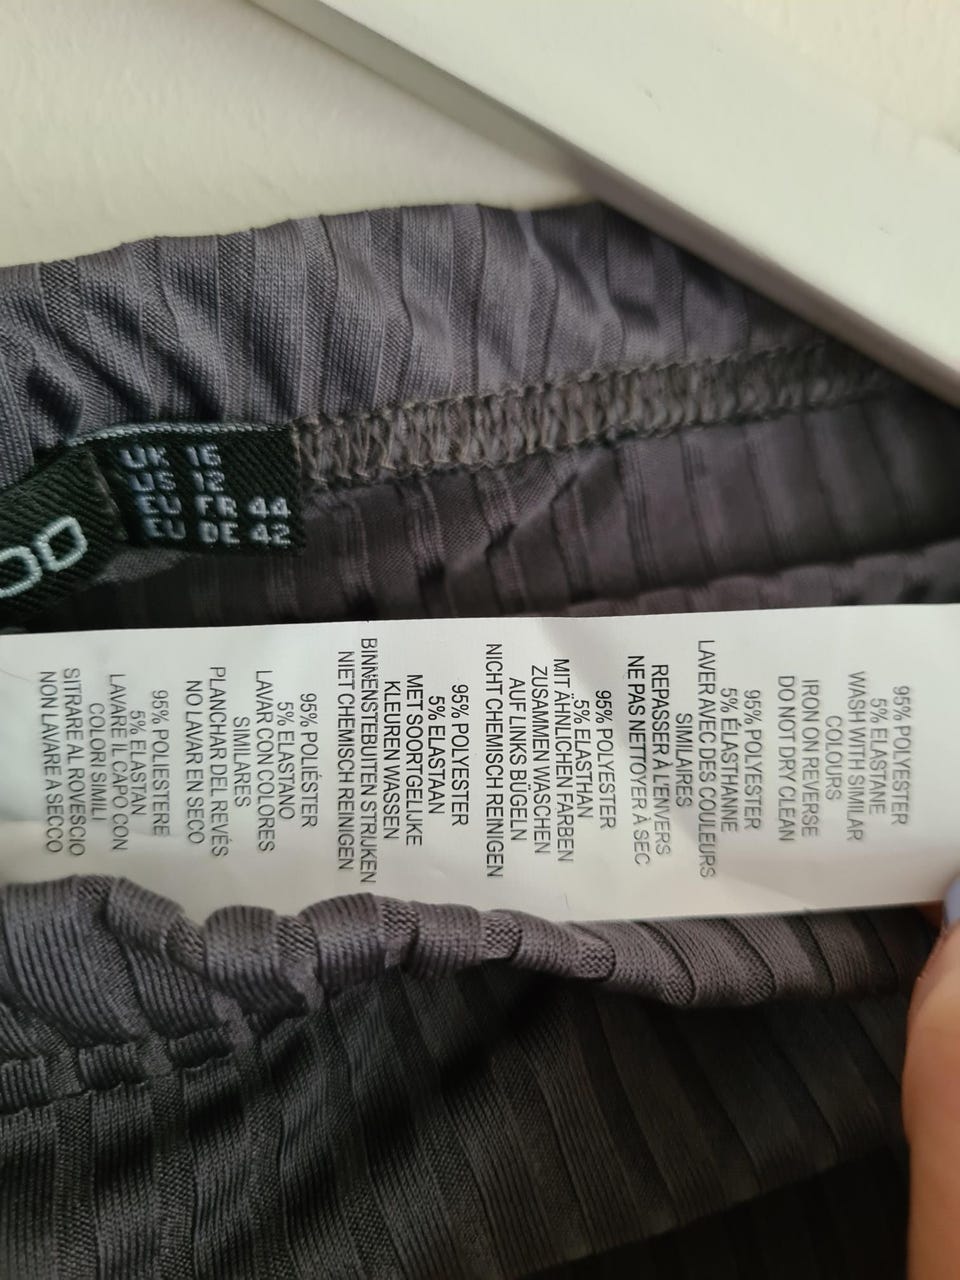 UK 16
US 12
EU FR 44
EU DE 42
95% POLYESTER
5% ELASTANE
WASH WITH SIMILAR
COLOURS
IRON ON REVERSE
DO NOT DRY CLEAN
95% POLYESTER
5% ÉLASTHANNE
LAVER AVEC DES COULEURS
SIMILAIRES
REPASSER À L'ENVERS
NE PAS NETTOYER À SEC
95% POLYESTER
5% ELASTHAN
MIT ÄHNLICHEN FARBEN
ZUSAMMEN WASCHEN
AUF LINKS BÜGELN
NICHT CHEMISCH REINIGEN
95% POLYESTER
5% ELASTAAN
MET SOORTGELIJKE
KLEUREN WASSEN
BINNENSTEBUITEN STRIJKEN
NIET CHEMISCH REINIGEN
95% POLIÉSTER
5% ELASTANO
LAVAR CON COLORES
SIMILARES
PLANCHAR DEL REVÉS
NO LAVAR EN SECO
95% POLIESTERE
5% ELASTAN
LAVARE IL CAPO CON
COLORI SIMILI
SITRARE AL ROVESCIO
NON LAVARE A SECCO